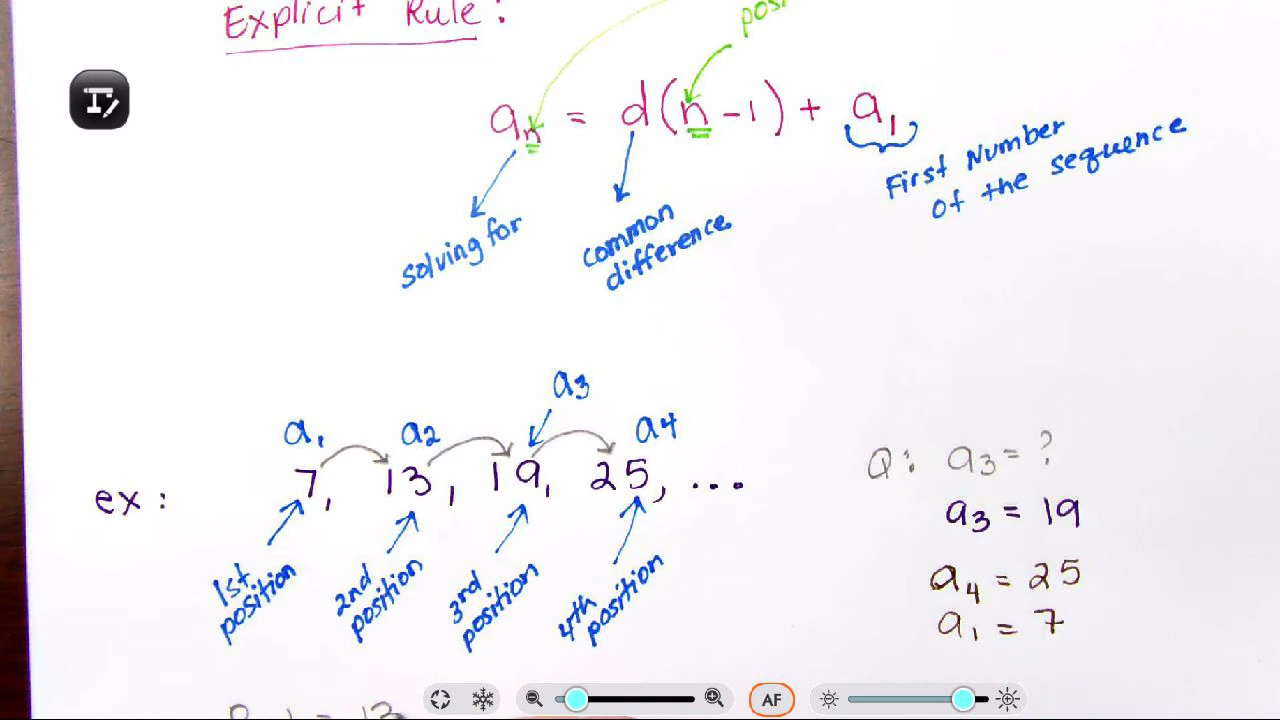 Explicit Rule:
aₙ = d(n-1) + a₁
First Number
of the sequence
solving for
common
difference
a₁ a₂ a₃ a₄
ex: 7, 13, 19, 25, ...
1st
position
2nd
position
3rd
position
4th
position
Q: a₃ = ?
a₃ = 19
a₄ = 25
a₁ = 7
AF